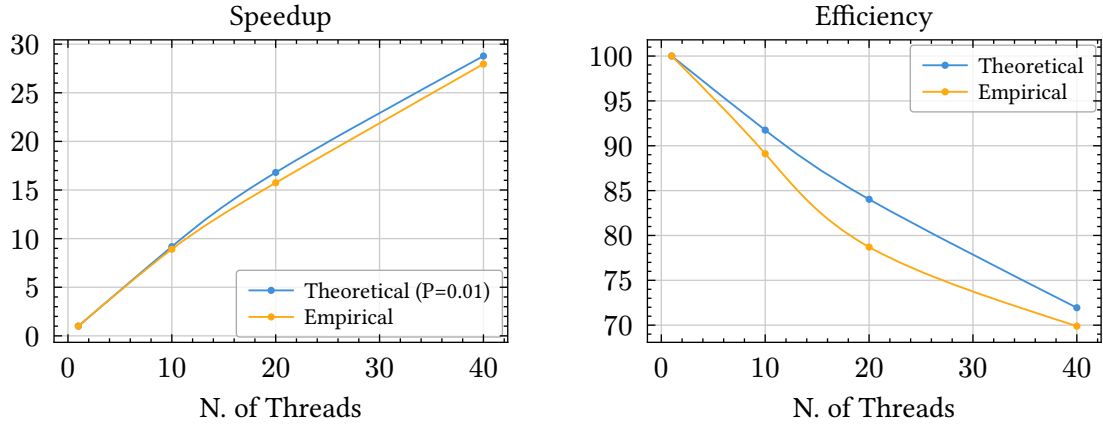 Speedup
30
25
20
15
10
5
0
Theoretical (P=0.01)
Empirical
0 10 20 30 40
N. of Threads
Efficiency
100
95
90
85
80
75
70
Theoretical
Empirical
0 10 20 30 40
N. of Threads